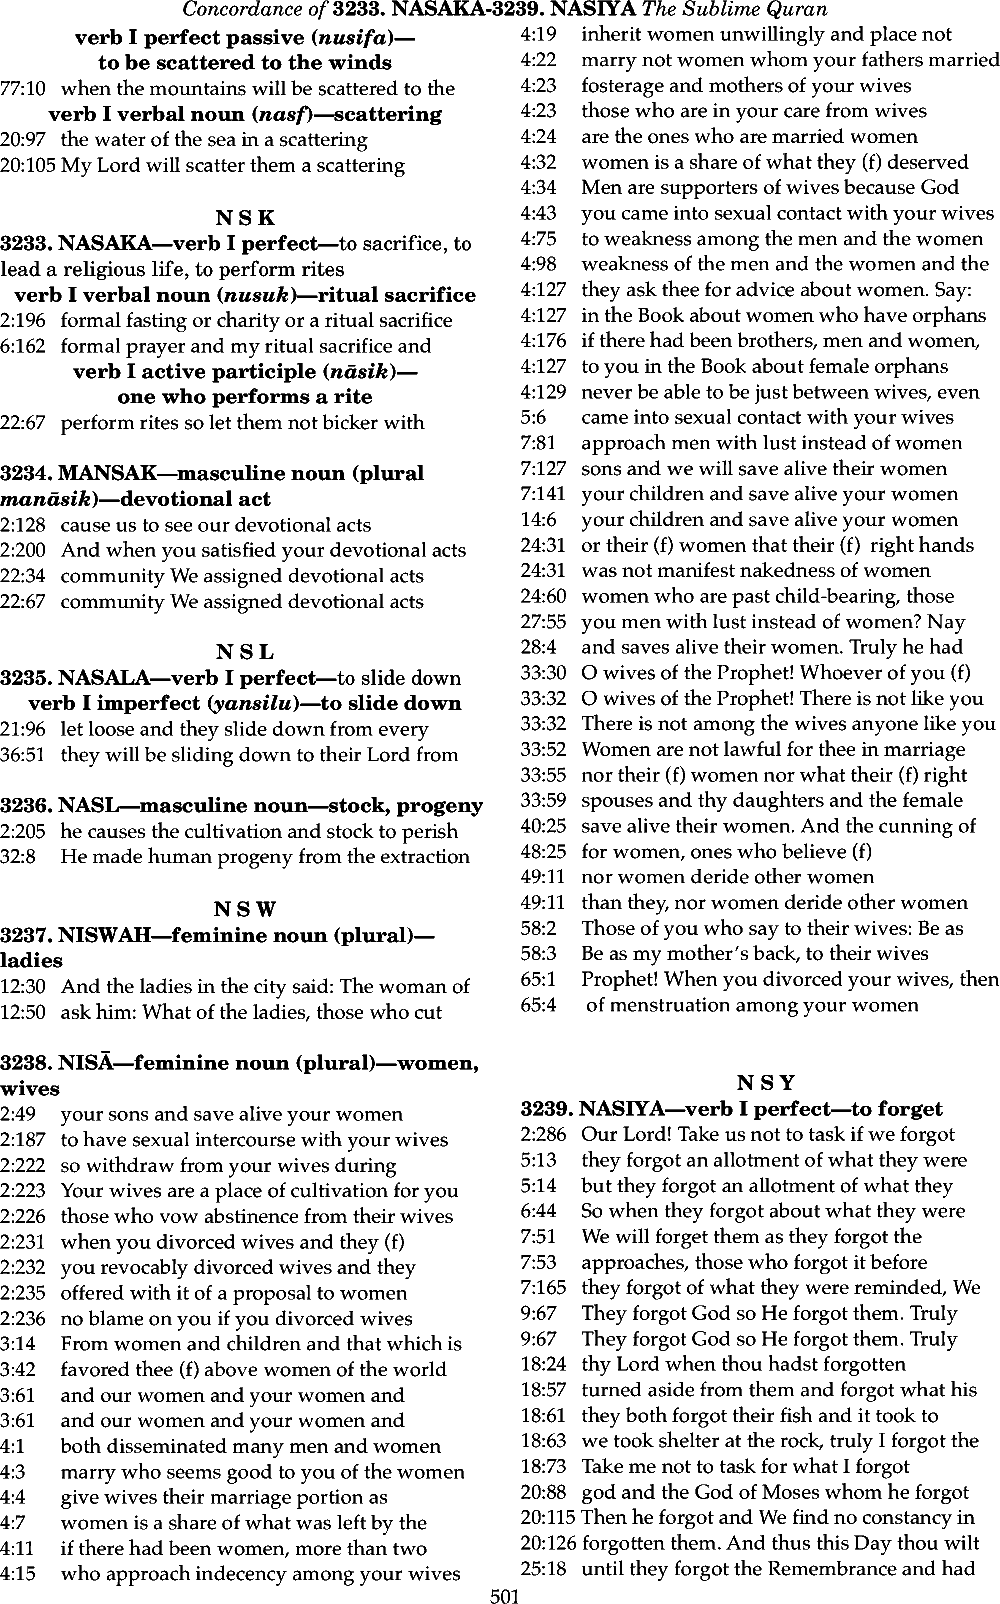 Concordance of 3233. NASAKA-3239. NASIYA The Sublime Quran
verb I perfect passive (nusifa)—
to be scattered to the winds
77:10 when the mountains will be scattered to the
verb I verbal noun (nasf)—scattering
20:97 the water of the sea in a scattering
20:105 My Lord will scatter them a scattering
N S K
3233. NASAKA—verb I perfect—to sacrifice, to
lead a religious life, to perform rites
verb I verbal noun (nusuk)—ritual sacrifice
2:196 formal fasting or charity or a ritual sacrifice
6:162 formal prayer and my ritual sacrifice and
verb I active participle (nāsik)—
one who performs a rite
22:67 perform rites so let them not bicker with
3234. MANSAK—masculine noun (plural
manāsik)—devotional act
2:128 cause us to see our devotional acts
2:200 And when you satisfied your devotional acts
22:34 community We assigned devotional acts
22:67 community We assigned devotional acts
N S L
3235. NASALA—verb I perfect—to slide down
verb I imperfect (yansilu)—to slide down
21:96 let loose and they slide down from every
36:51 they will be sliding down to their Lord from
3236. NASL—masculine noun—stock, progeny
2:205 he causes the cultivation and stock to perish
32:8 He made human progeny from the extraction
N S W
3237. NISWAH—feminine noun (plural)—
ladies
12:30 And the ladies in the city said: The woman of
12:50 ask him: What of the ladies, those who cut
3238. NISĀ—feminine noun (plural)—women,
wives
2:49 your sons and save alive your women
2:187 to have sexual intercourse with your wives
2:222 so withdraw from your wives during
2:223 Your wives are a place of cultivation for you
2:226 those who vow abstinence from their wives
2:231 when you divorced wives and they (f)
2:232 you revocably divorced wives and they
2:235 offered with it of a proposal to women
2:236 no blame on you if you divorced wives
3:14 From women and children and that which is
3:42 favored thee (f) above women of the world
3:61 and our women and your women and
3:61 and our women and your women and
4:1 both disseminated many men and women
4:3 marry who seems good to you of the women
4:4 give wives their marriage portion as
4:7 women is a share of what was left by the
4:11 if there had been women, more than two
4:15 who approach indecency among your wives
4:19 inherit women unwillingly and place not
4:22 marry not women whom your fathers married
4:23 fosterage and mothers of your wives
4:23 those who are in your care from wives
4:24 are the ones who are married women
4:32 women is a share of what they (f) deserved
4:34 Men are supporters of wives because God
4:43 you came into sexual contact with your wives
4:75 to weakness among the men and the women
4:98 weakness of the men and the women and the
4:127 they ask thee for advice about women. Say:
4:127 in the Book about women who have orphans
4:176 if there had been brothers, men and women,
4:127 to you in the Book about female orphans
4:129 never be able to be just between wives, even
5:6 came into sexual contact with your wives
7:81 approach men with lust instead of women
7:127 sons and we will save alive their women
7:141 your children and save alive your women
14:6 your children and save alive your women
24:31 or their (f) women that their (f) right hands
24:31 was not manifest nakedness of women
24:60 women who are past child-bearing, those
27:55 you men with lust instead of women? Nay
28:4 and saves alive their women. Truly he had
33:30 O wives of the Prophet! Whoever of you (f)
33:32 O wives of the Prophet! There is not like you
33:32 There is not among the wives anyone like you
33:52 Women are not lawful for thee in marriage
33:55 nor their (f) women nor what their (f) right
33:59 spouses and thy daughters and the female
40:25 save alive their women. And the cunning of
48:25 for women, ones who believe (f)
49:11 nor women deride other women
49:11 than they, nor women deride other women
58:2 Those of you who say to their wives: Be as
58:3 Be as my mother's back, to their wives
65:1 Prophet! When you divorced your wives, then
65:4 of menstruation among your women
N S Y
3239. NASIYA—verb I perfect—to forget
2:286 Our Lord! Take us not to task if we forgot
5:13 they forgot an allotment of what they were
5:14 but they forgot an allotment of what they
6:44 So when they forgot about what they were
7:51 We will forget them as they forgot the
7:53 approaches, those who forgot it before
7:165 they forgot of what they were reminded, We
9:67 They forgot God so He forgot them. Truly
9:67 They forgot God so He forgot them. Truly
18:24 thy Lord when thou hadst forgotten
18:57 turned aside from them and forgot what his
18:61 they both forgot their fish and it took to
18:63 we took shelter at the rock, truly I forgot the
18:73 Take me not to task for what I forgot
20:88 god and the God of Moses whom he forgot
20:115 Then he forgot and We find no constancy in
20:126 forgotten them. And thus this Day thou wilt
25:18 until they forgot the Remembrance and had
501